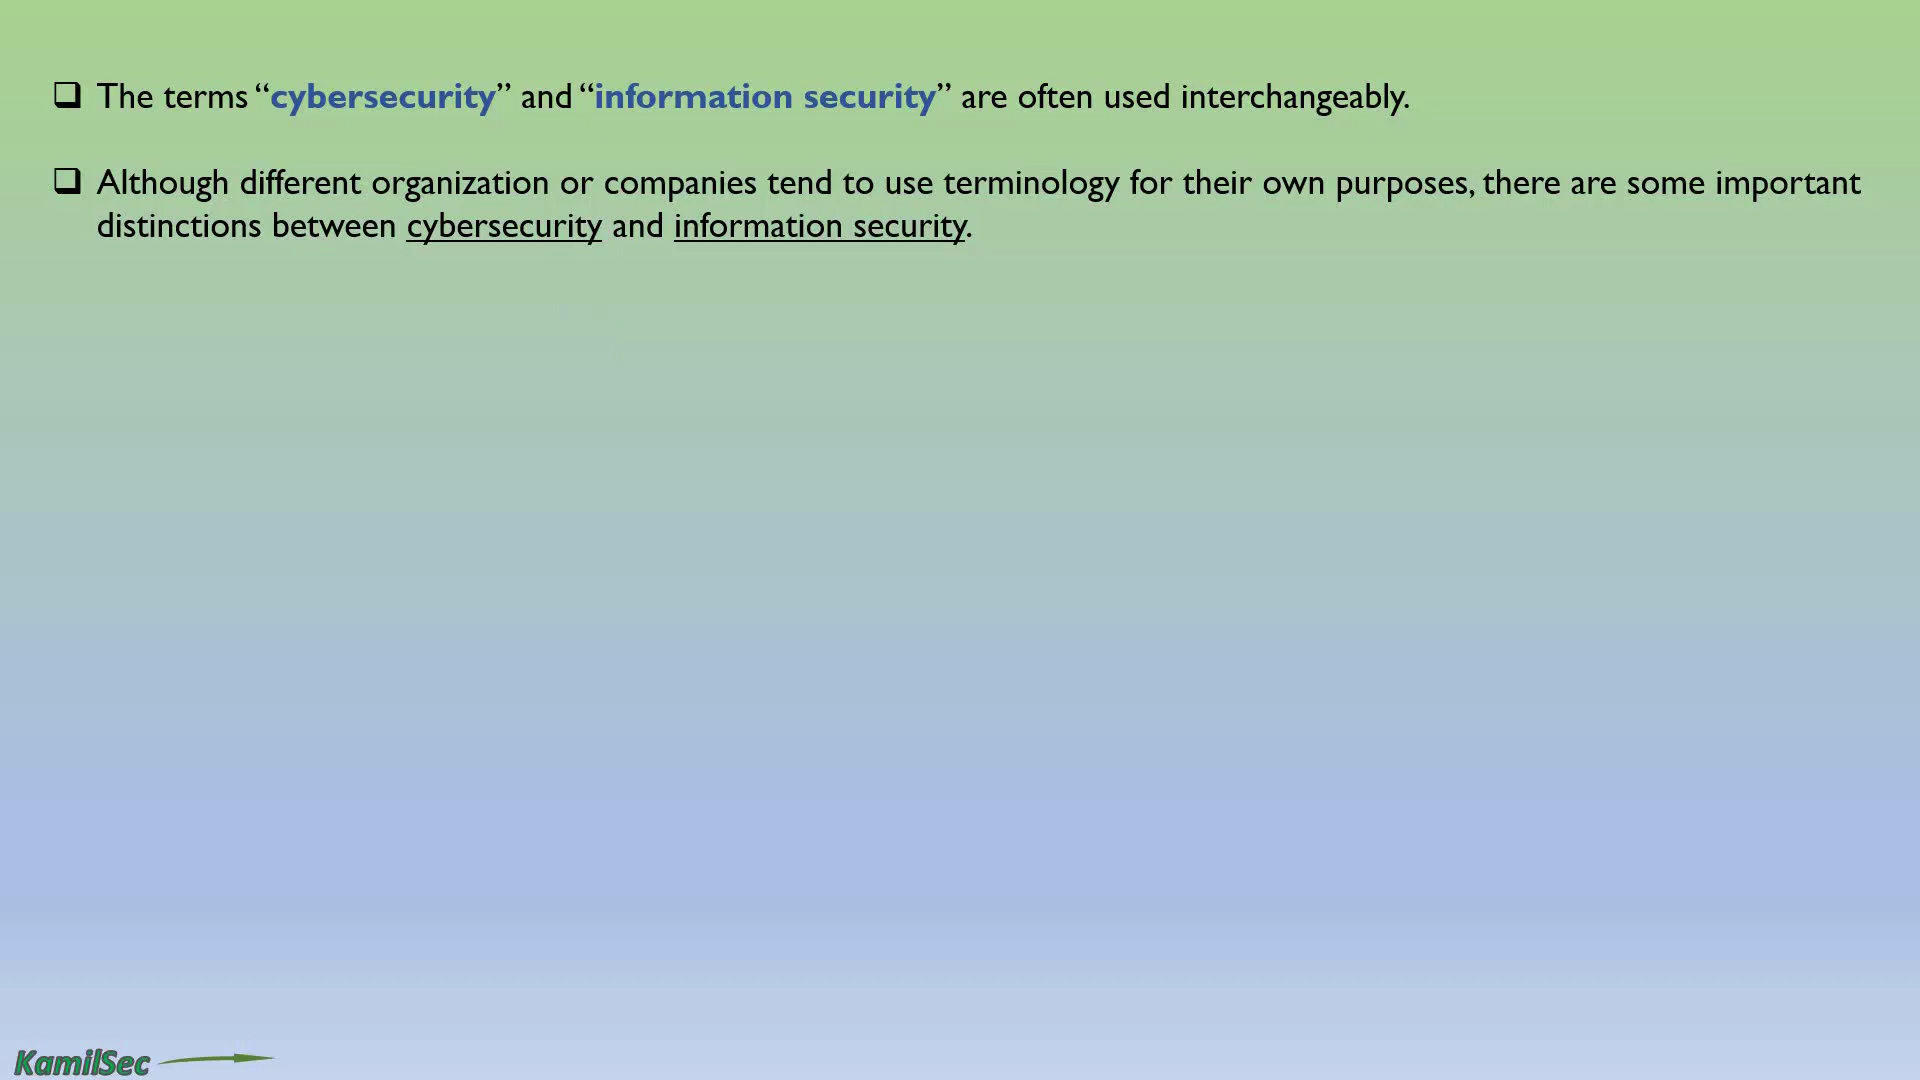 ❑ The terms “cybersecurity” and “information security” are often used interchangeably.
❑ Although different organization or companies tend to use terminology for their own purposes, there are some important
distinctions between cybersecurity and information security.
KamilSec